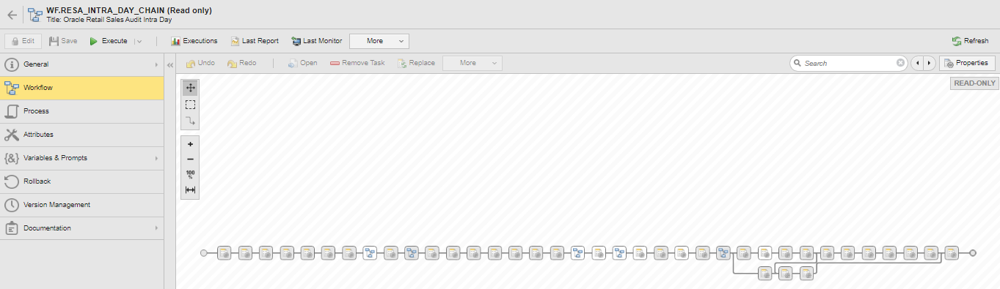 WF.RESA_INTRA_DAY_CHAIN (Read only)
Title: Oracle Retail Sales Audit Intra Day
Edit Save Execute Executions Last Report Last Monitor More Refresh
General
Undo Redo Open Remove Task Replace More Search Properties
Workflow
READ-ONLY
Process
Attributes
Variables & Prompts
Rollback
Version Management
Documentation
+
−
100
%